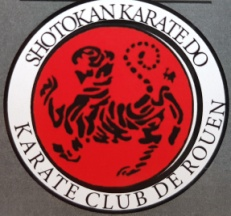 SHOTOKAN KARATE DO
KARATE CLUB DE ROUEN